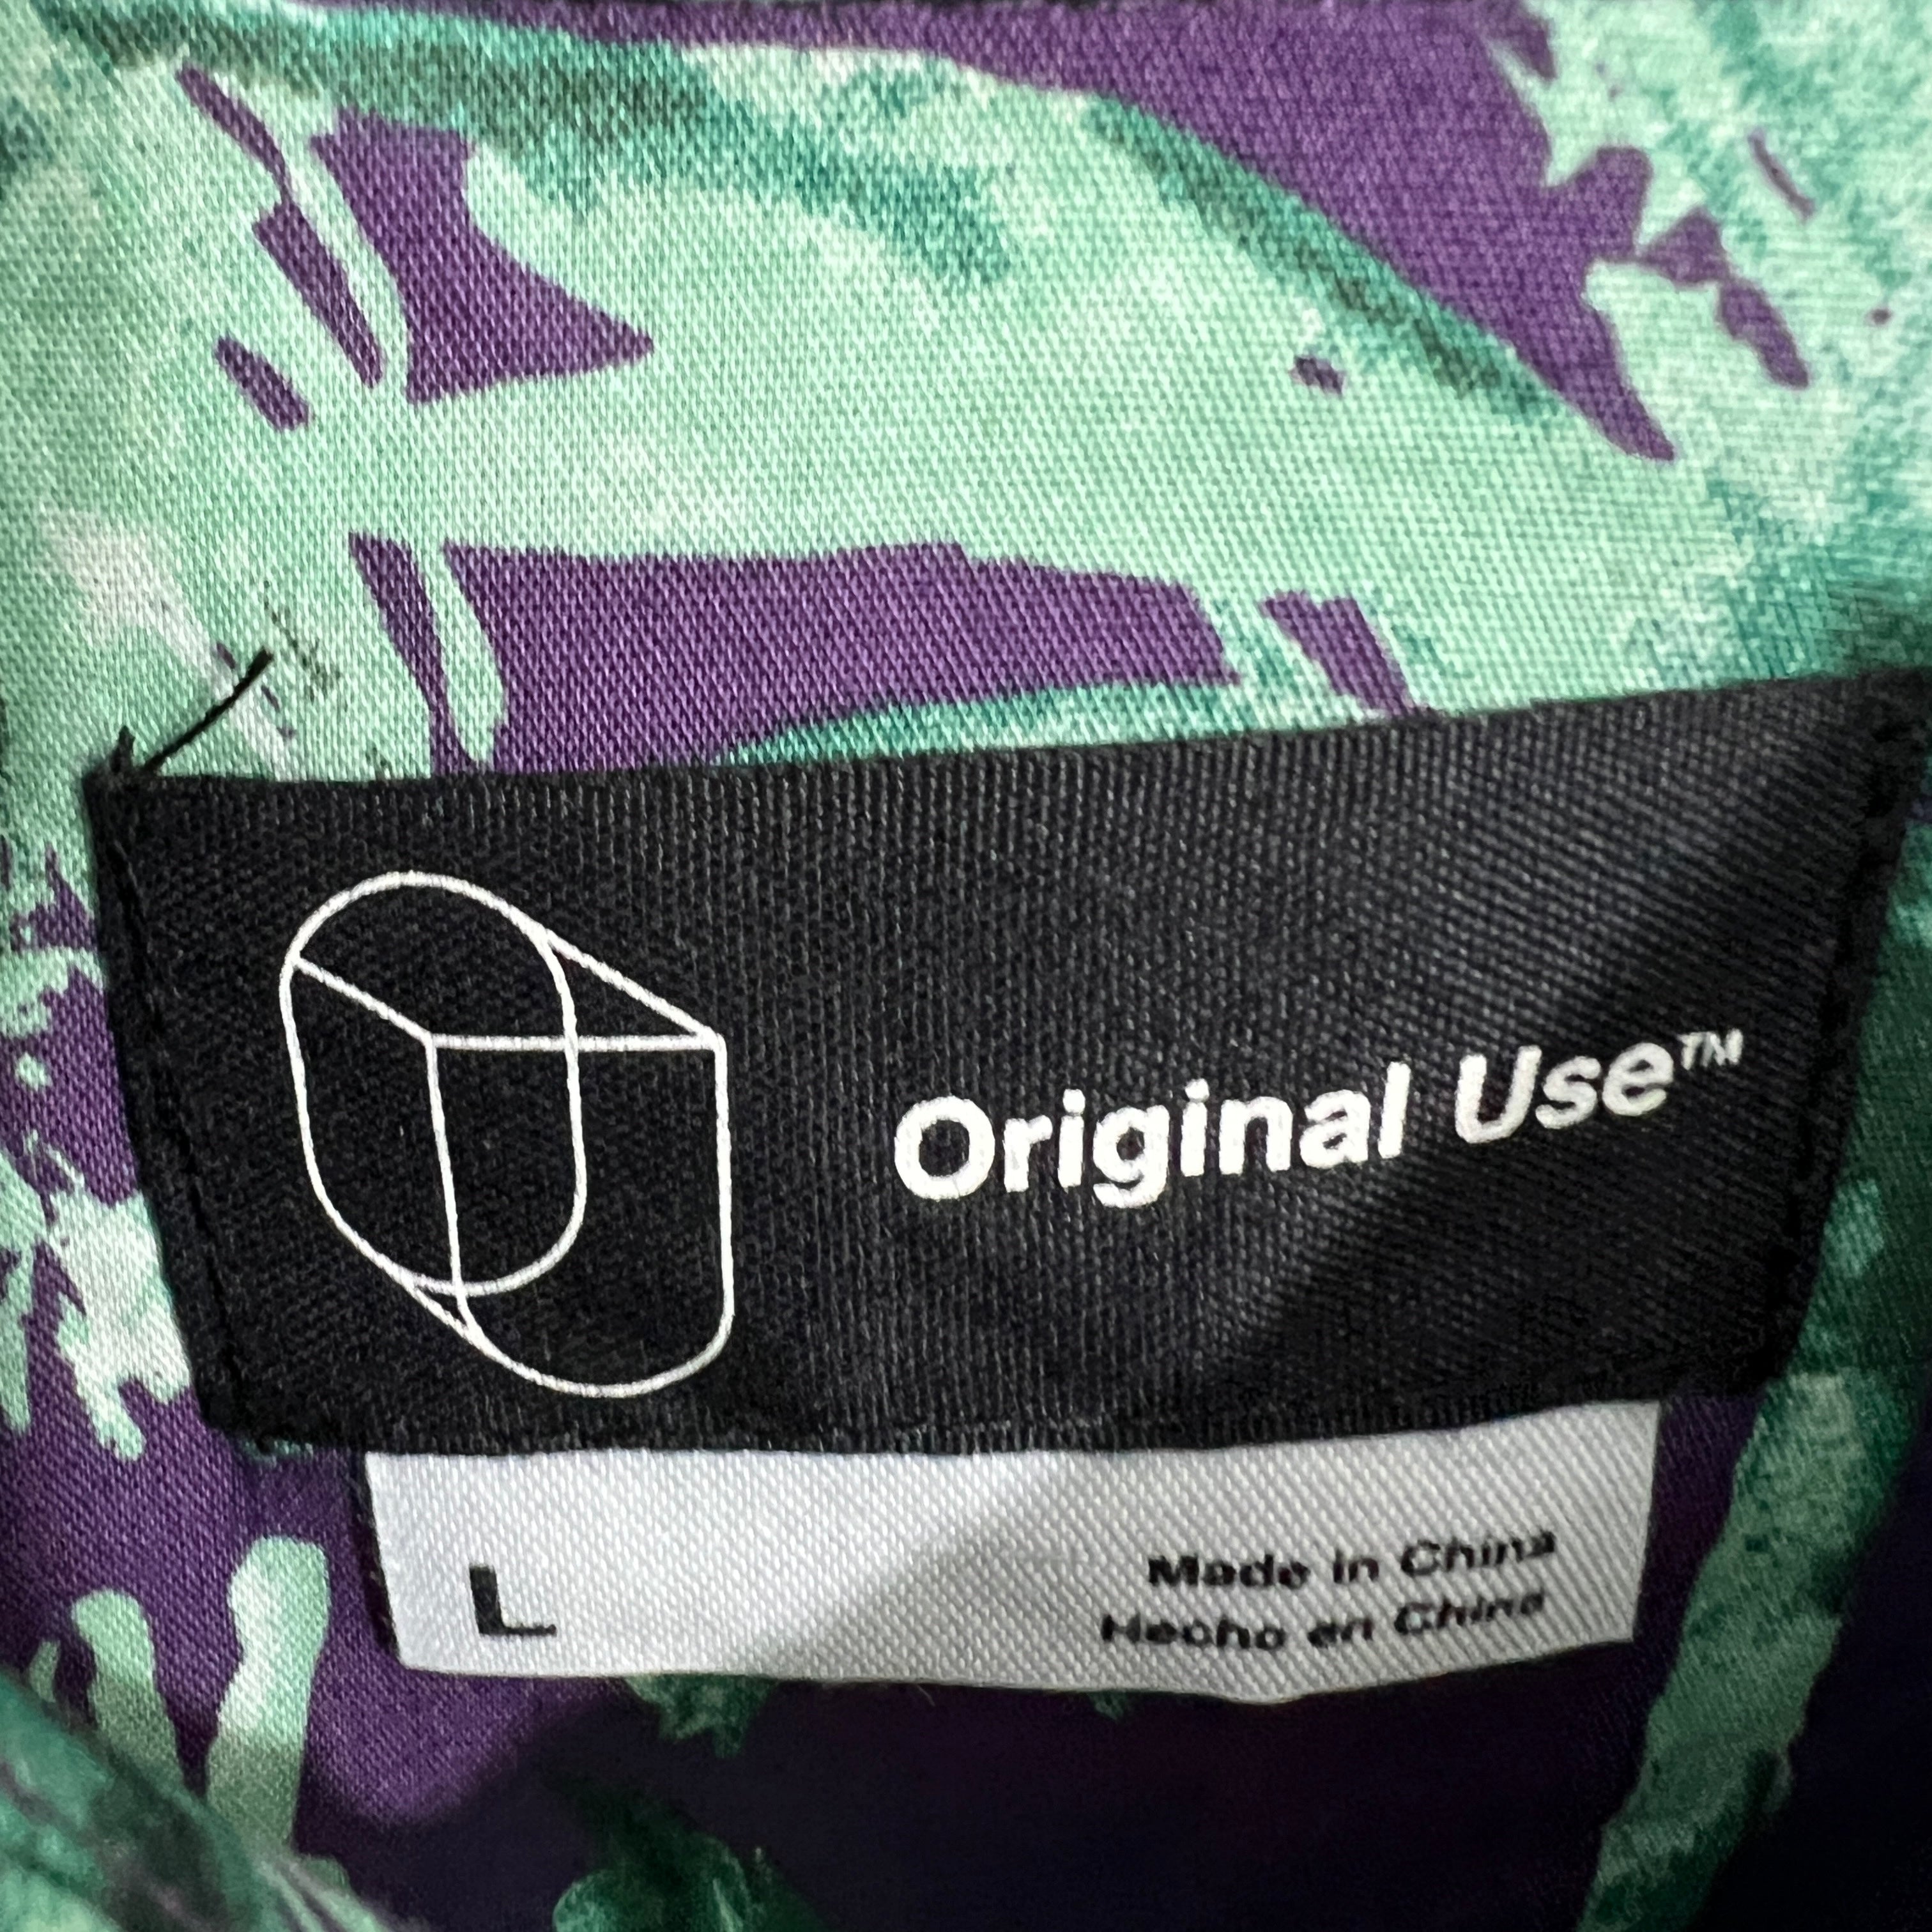 Original Use™
L
Made in China
Hecho en China